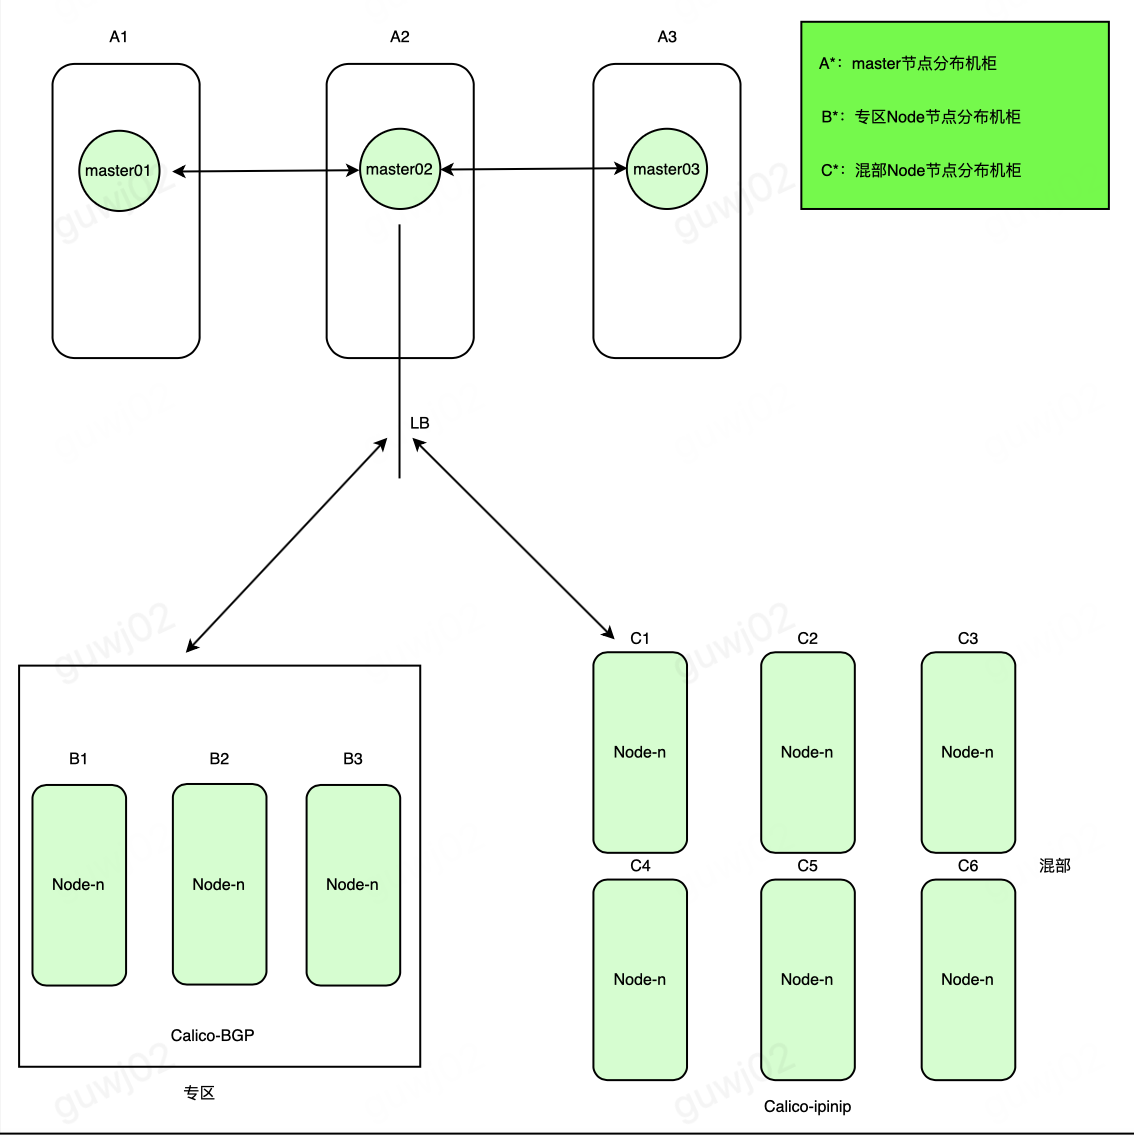 A1
A2
A3
A*：master节点分布机柜
B*：专区Node节点分布机柜
C*：混部Node节点分布机柜
master01
master02
master03
guwj02
guwj02
LB
guwj02
guwj02
C1
C2
C3
Node-n
Node-n
Node-n
B1
B2
B3
Node-n
Node-n
Node-n
C4
C5
C6
混部
Node-n
Node-n
Node-n
Calico-BGP
专区
guwj02
guwj02
Calico-ipinip